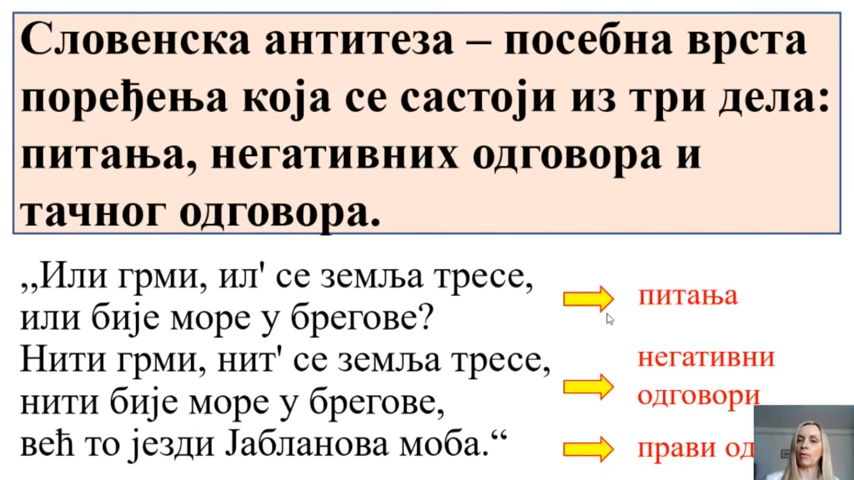 Словенска антитеза – посебна врста
поређења која се састоји из три дела:
питања, негативних одговора и
тачног одговора.
,,Или грми, ил' се земља тресе,
или бије море у брегове?
Нити грми, нит' се земља тресе,
нити бије море у брегове,
већ то језди Јабланова моба.“
питања
негативни
одговори
прави